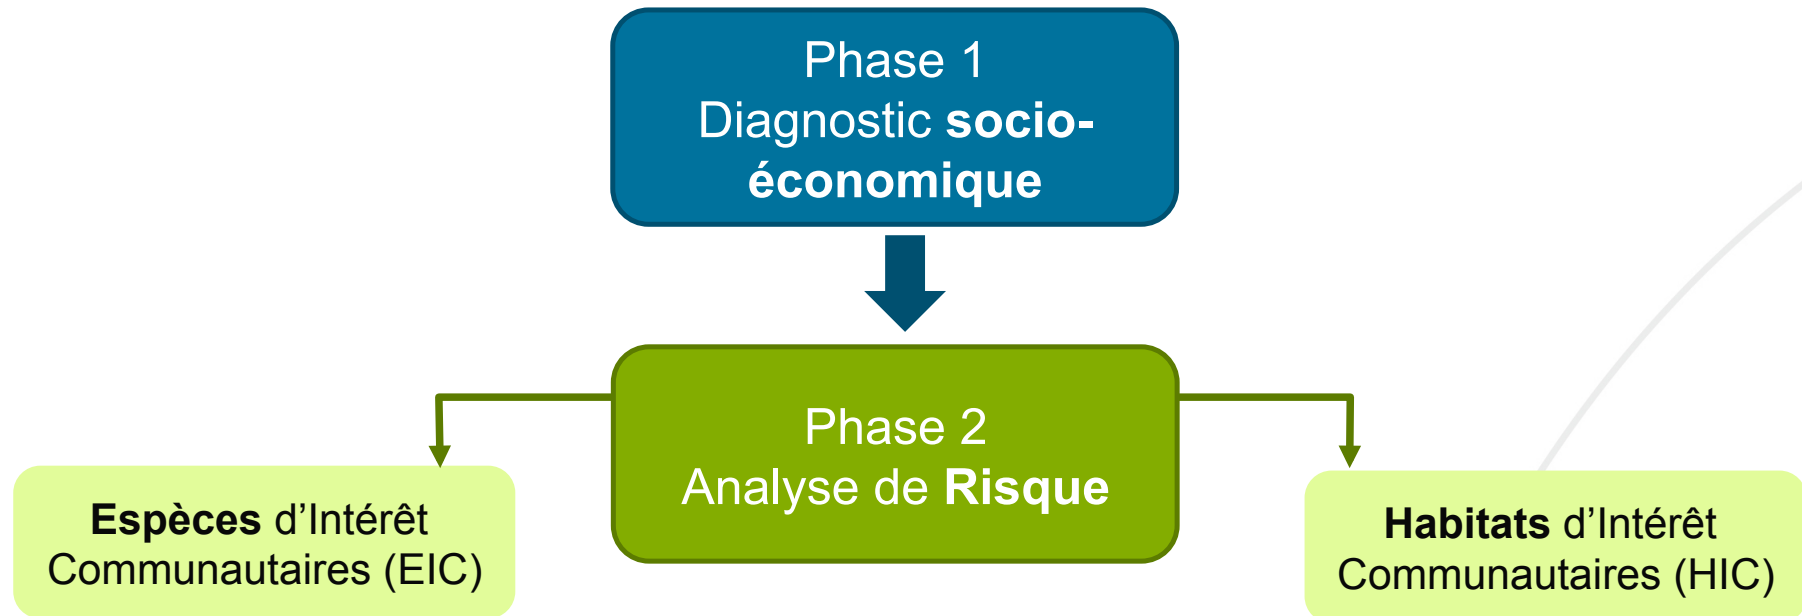 Phase 1
Diagnostic socio-
économique
Phase 2
Analyse de Risque
Espèces d’Intérêt
Communautaires (EIC)
Habitats d’Intérêt
Communautaires (HIC)